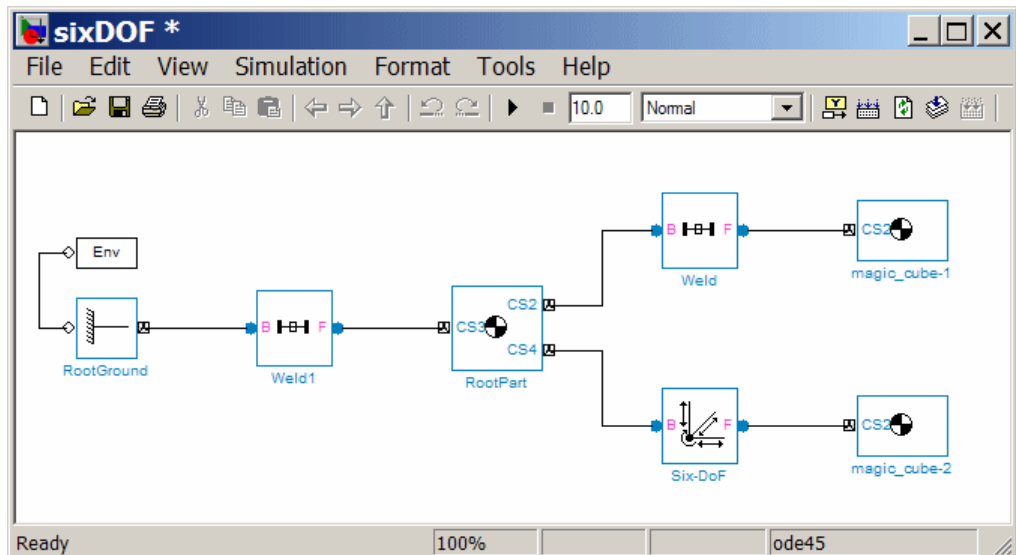 sixDOF *
File Edit View Simulation Format Tools Help
10.0 Normal
Env
RootGround
B F
Weld1
CS3 CS2 CS4
RootPart
B F
Weld
CS2
magic_cube-1
B F
Six-DoF
CS2
magic_cube-2
Ready 100% ode45